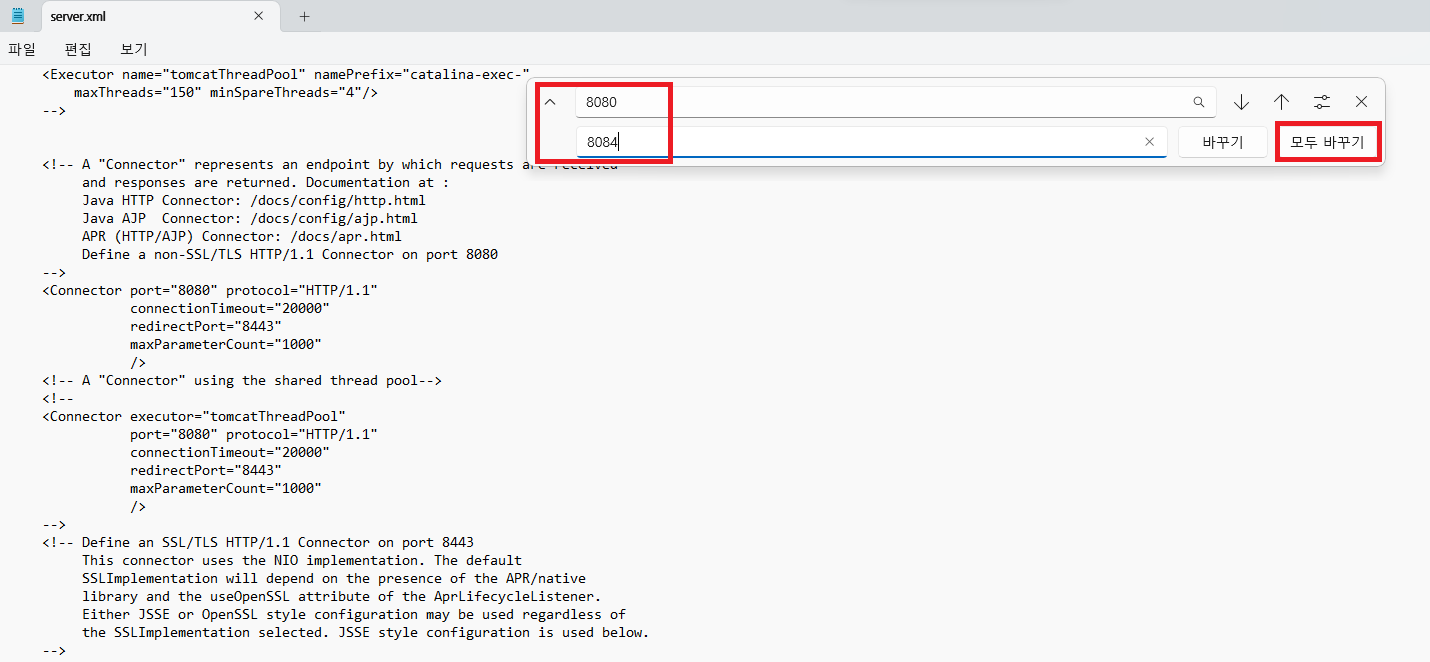 server.xml
파일 편집 보기
<Executor name="tomcatThreadPool" namePrefix="catalina-exec-"
maxThreads="150" minSpareThreads="4"/>
-->
8080
8084 바꾸기 모두 바꾸기
<!-- A "Connector" represents an endpoint by which requests are received
and responses are returned. Documentation at :
Java HTTP Connector: /docs/config/http.html
Java AJP  Connector: /docs/config/ajp.html
APR (HTTP/AJP) Connector: /docs/apr.html
Define a non-SSL/TLS HTTP/1.1 Connector on port 8080
-->
<Connector port="8080" protocol="HTTP/1.1"
connectionTimeout="20000"
redirectPort="8443"
maxParameterCount="1000"
/>
<!-- A "Connector" using the shared thread pool-->
<!--
<Connector executor="tomcatThreadPool"
port="8080" protocol="HTTP/1.1"
connectionTimeout="20000"
redirectPort="8443"
maxParameterCount="1000"
/>
-->
<!-- Define an SSL/TLS HTTP/1.1 Connector on port 8443
This connector uses the NIO implementation. The default
SSLImplementation will depend on the presence of the APR/native
library and the useOpenSSL attribute of the AprLifecycleListener.
Either JSSE or OpenSSL style configuration may be used regardless of
the SSLImplementation selected. JSSE style configuration is used below.
-->